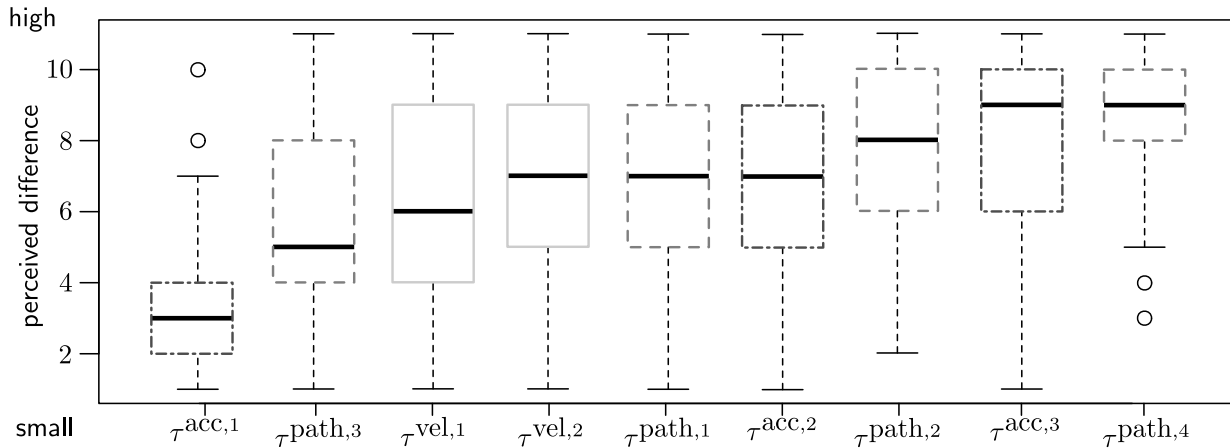 high
10
8
6
4
2
perceived difference
small
τ^acc,1 τ^path,3 τ^vel,1 τ^vel,2 τ^path,1 τ^acc,2 τ^path,2 τ^acc,3 τ^path,4